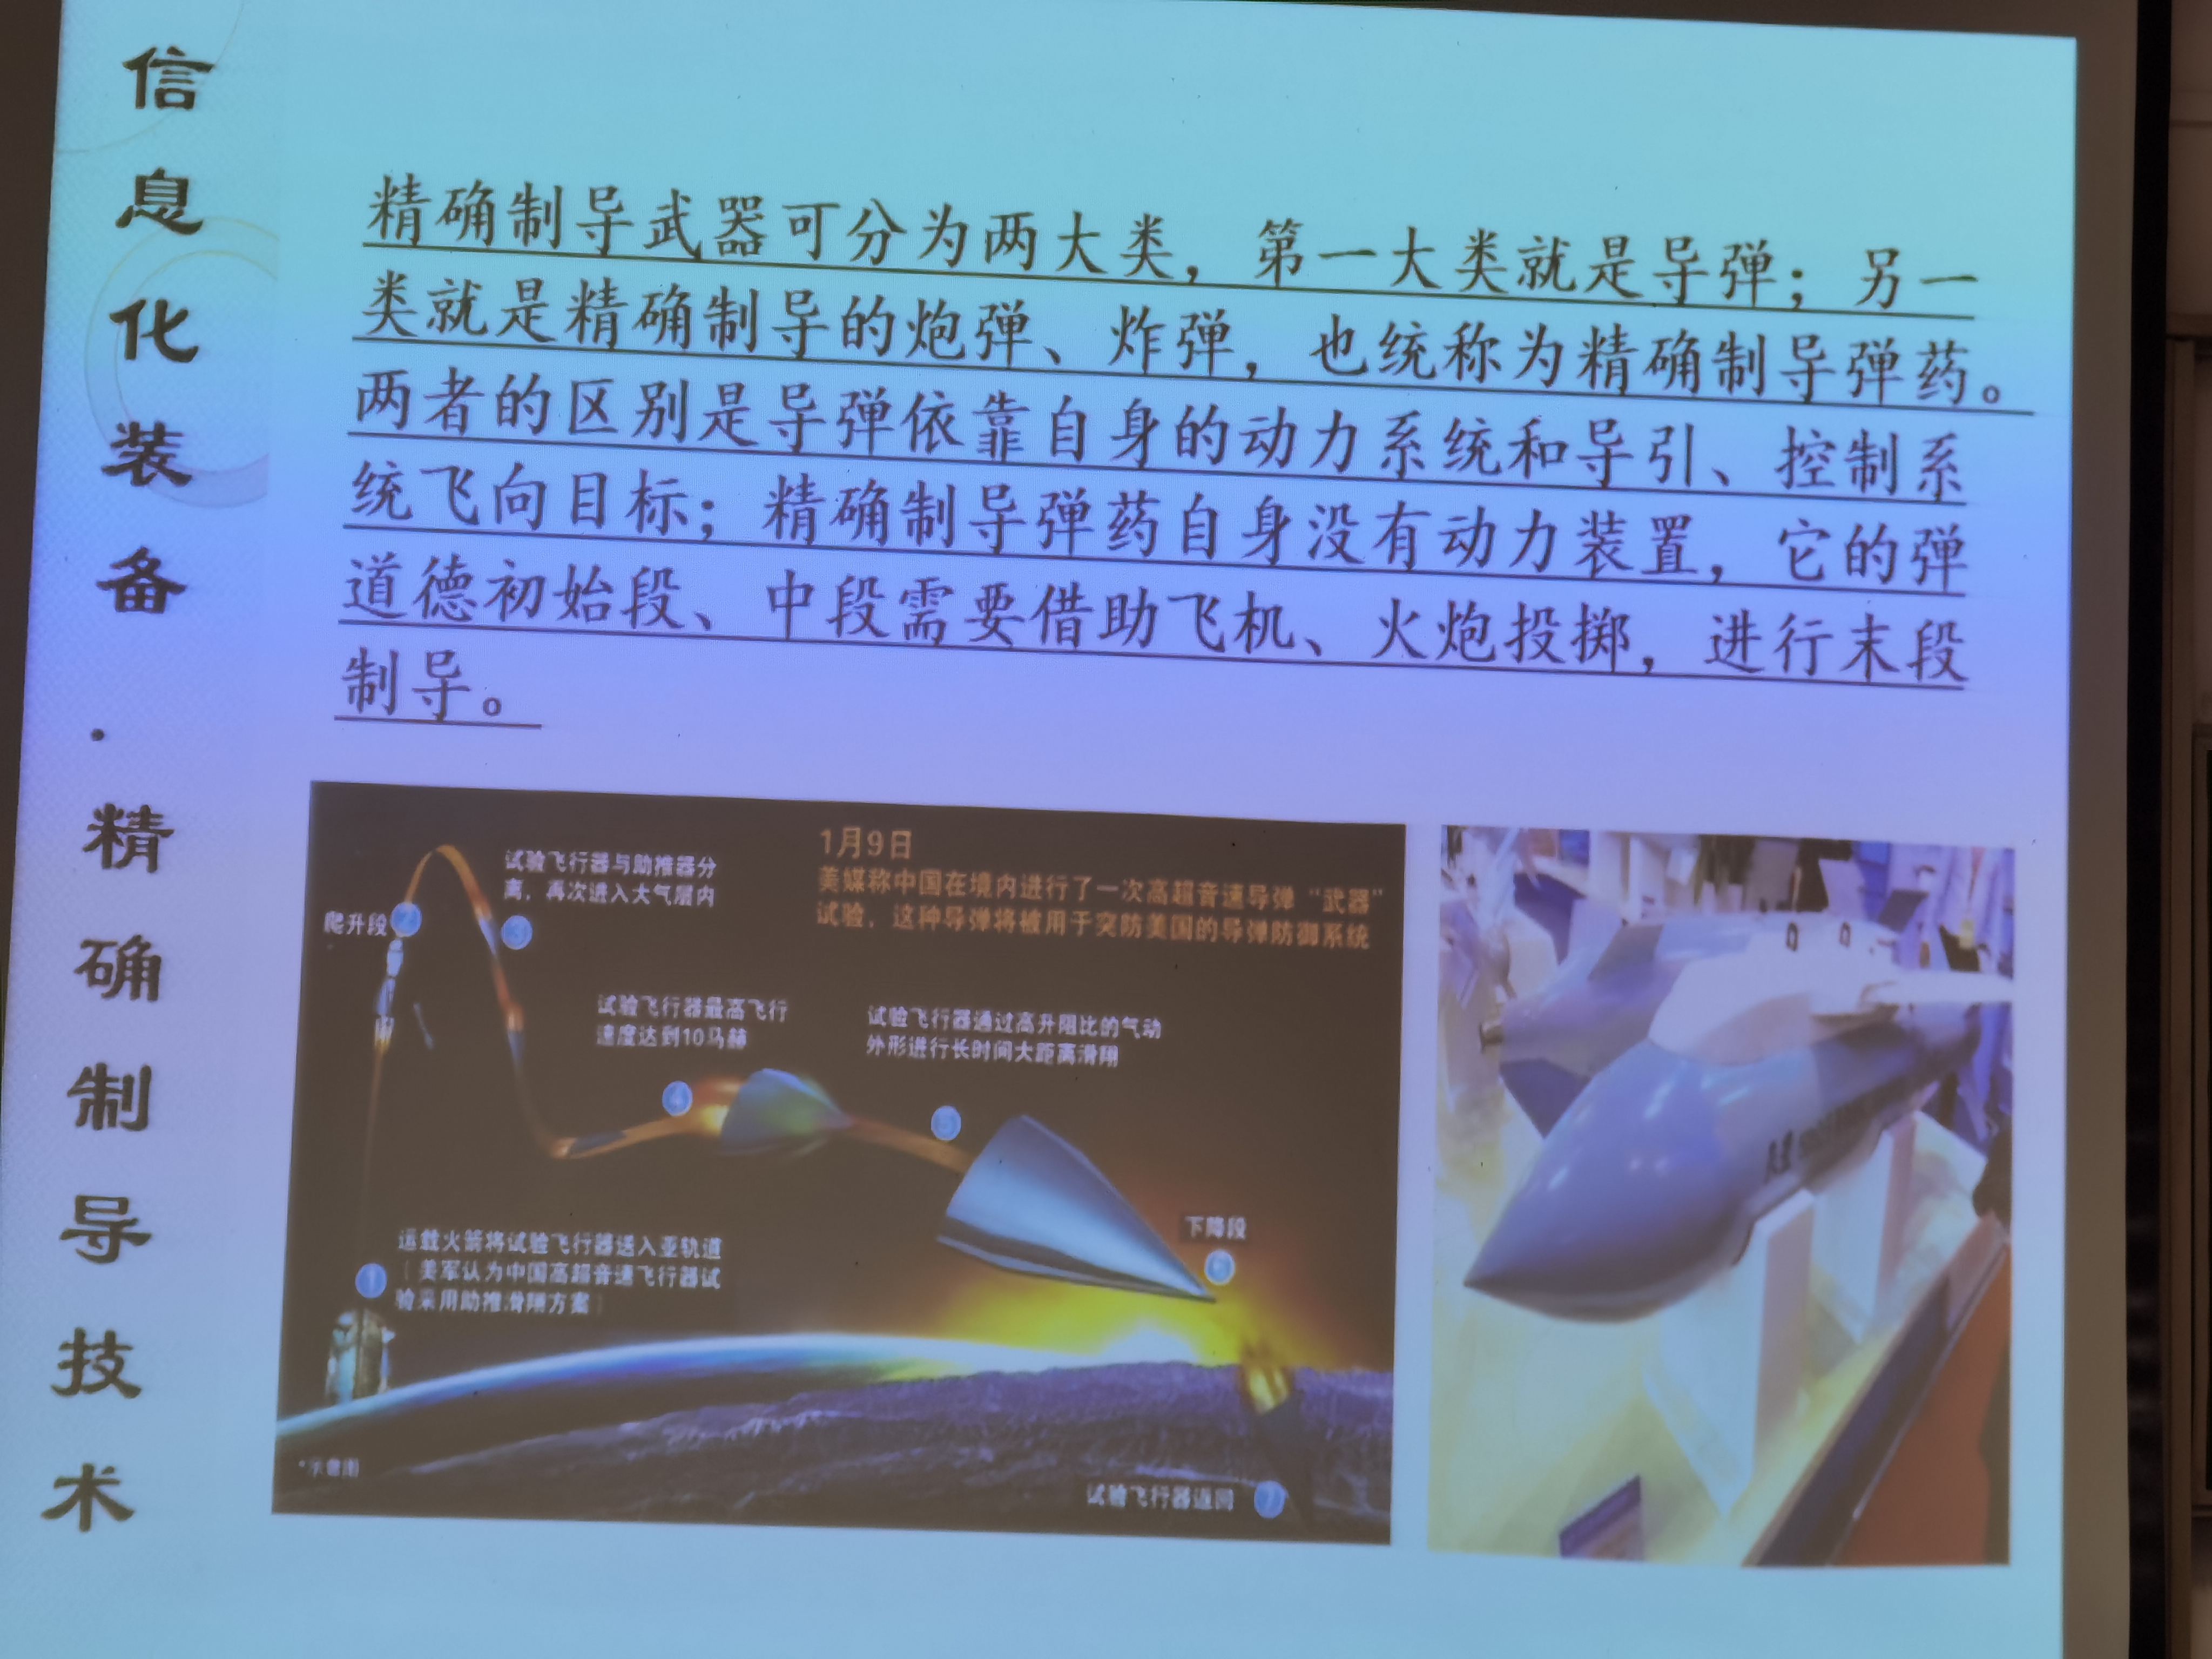 信息化装备·精确制导技术
精确制导武器可分为两大类，第一大类就是导弹；另一
类就是精确制导的炮弹、炸弹，也统称为精确制导弹药。
两者的区别是导弹依靠自身的动力系统和导引、控制系
统飞向目标；精确制导弹药自身没有动力装置，它的弹
道德初始段、中段需要借助飞机、火炮投掷，进行末段
制导。
1月9日
美媒称中国在境内进行了一次高超音速导弹“武器”
试验，这种导弹将被用于突防美国的导弹防御系统
试验飞行器与助推器分
离，再次进入大气层内
3
爬升段
2
试验飞行器最高飞行
速度达到10马赫
4
试验飞行器通过高升阻比的气动
外形进行长时间大距离滑翔
5
运载火箭将试验飞行器送入亚轨道
（美军认为中国高超音速飞行器试
验采用助推滑翔方案）
1
下降段
6
试验飞行器返回
7
*示意图